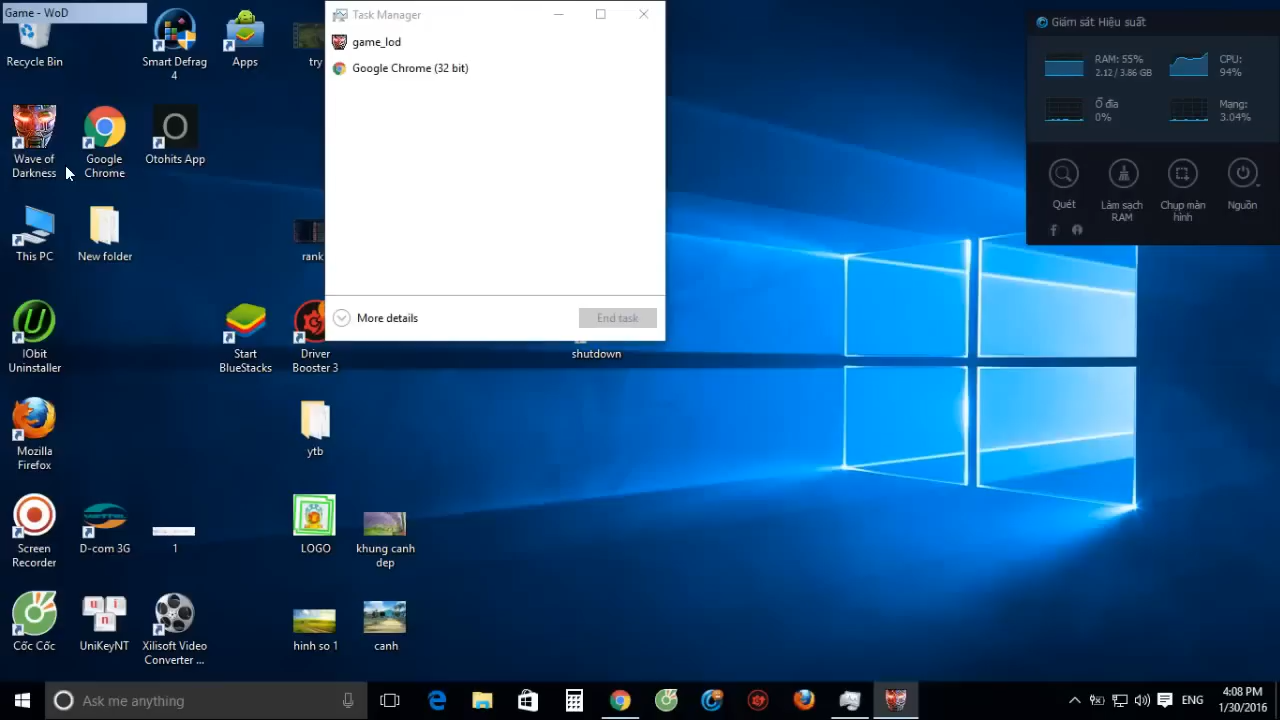 Game - WoD
Recycle Bin
Smart Defrag
4
Apps
try
Task Manager
game_lod
Google Chrome (32 bit)
More details
End task
Giám sát Hiệu suất
RAM: 55%
2.12 / 3.86 GB
CPU:
94%
Ổ đĩa
0%
Mạng:
3.04%
Quét
Làm sạch
RAM
Chụp màn
hình
Nguồn
Wave of
Darkness
Google
Chrome
Otohits App
This PC
New folder
rank
IObit
Uninstaller
Start
BlueStacks
Driver
Booster 3
shutdown
Mozilla
Firefox
ytb
Screen
Recorder
VIETTEL
D-com 3G
1
LOGO
khung canh
dep
Cốc Cốc
u i
n
UniKeyNT
Xilisoft Video
Converter ...
hinh so 1
canh
Ask me anything
ENG
4:08 PM
1/30/2016